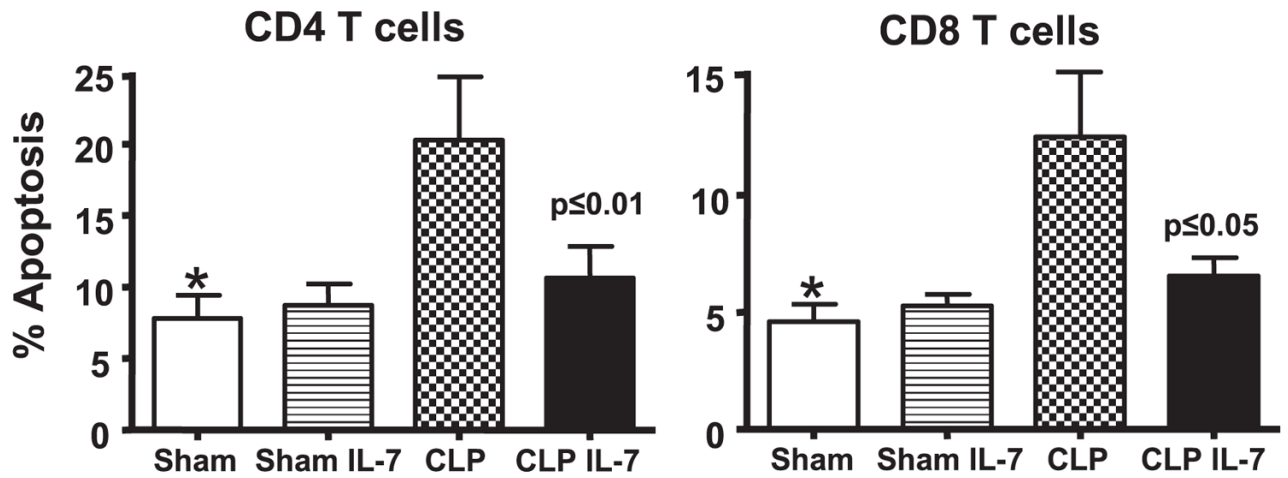 CD4 T cells
% Apoptosis
25
20
15
10
5
0
*
p≤0.01
Sham Sham IL-7 CLP CLP IL-7
CD8 T cells
15
10
5
0
*
p≤0.05
Sham Sham IL-7 CLP CLP IL-7